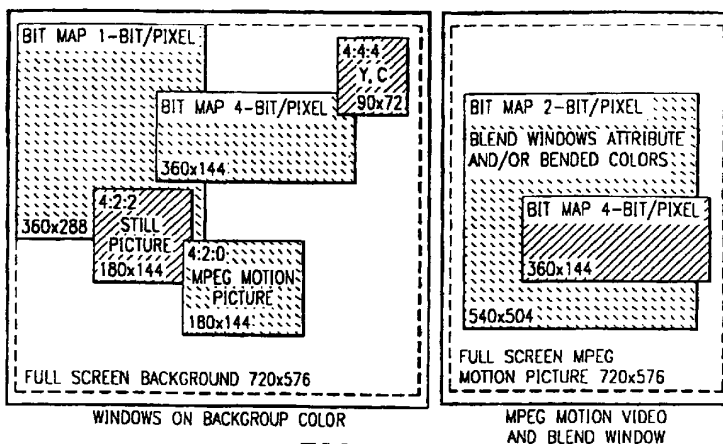 BIT MAP 1-BIT/PIXEL
4:4:4
Y, C
90x72
BIT MAP 4-BIT/PIXEL
360x144
360x288
4:2:2
STILL
PICTURE
180x144
4:2:0
MPEG MOTION
PICTURE
180x144
FULL SCREEN BACKGROUND 720x576
WINDOWS ON BACKGROUP COLOR
BIT MAP 2-BIT/PIXEL
BLEND WINDOWS ATTRIBUTE
AND/OR BENDED COLORS
BIT MAP 4-BIT/PIXEL
360x144
540x504
FULL SCREEN MPEG
MOTION PICTURE 720x576
MPEG MOTION VIDEO
AND BLEND WINDOW